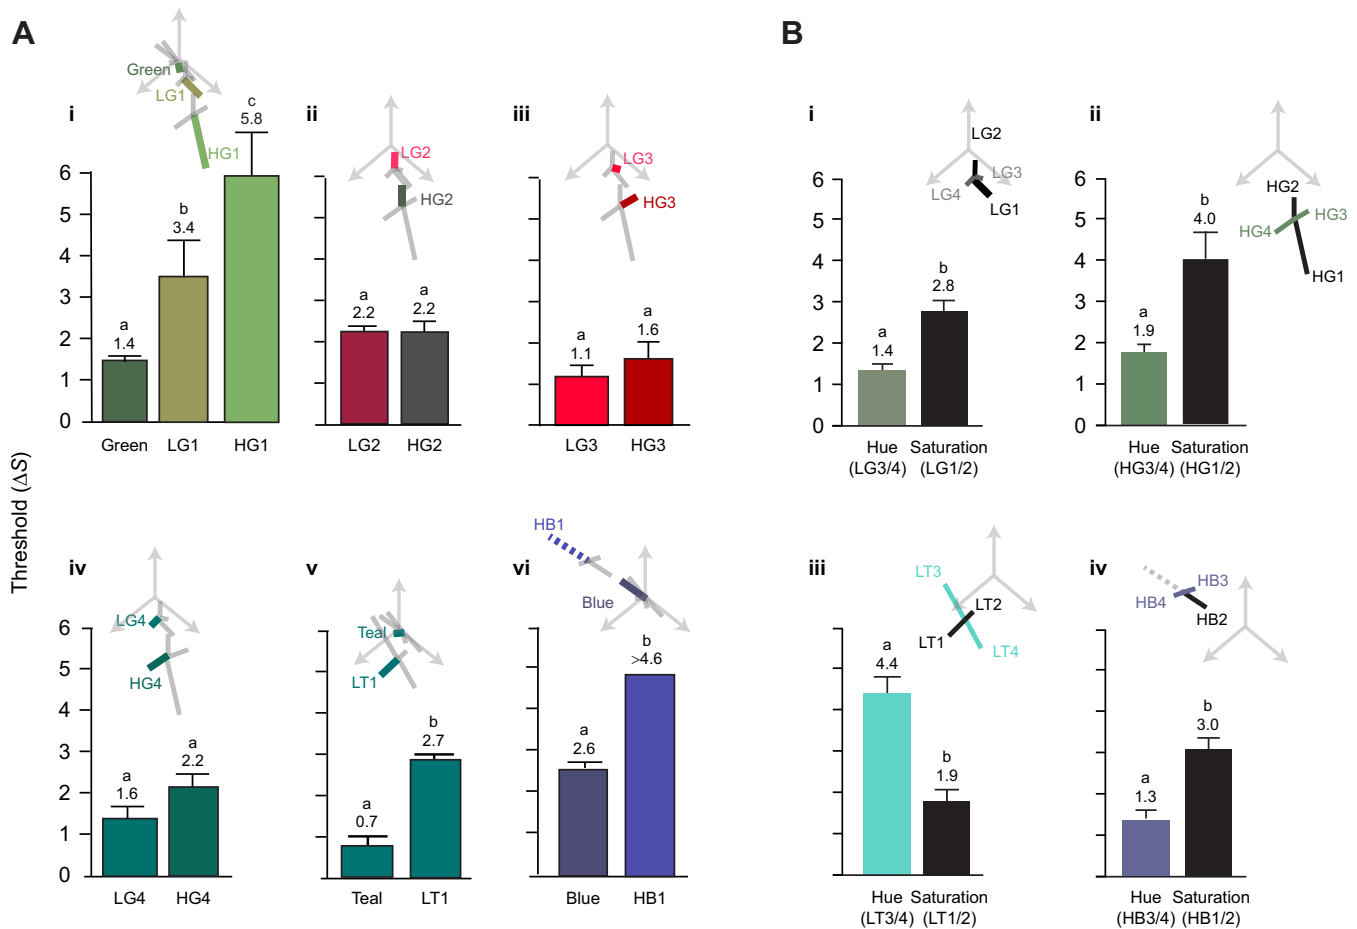 A
B
Threshold (ΔS)
i
Green
LG1
HG1
6
5
4
3
2
1
0
a
1.4
b
3.4
c
5.8
Green LG1 HG1
ii
LG2
HG2
a
2.2
a
2.2
LG2 HG2
iii
LG3
HG3
a
1.1
a
1.6
LG3 HG3
iv
LG4
HG4
6
5
4
3
2
1
0
a
1.6
a
2.2
LG4 HG4
v
Teal
LT1
a
0.7
b
2.7
Teal LT1
vi
HB1
Blue
a
2.6
b
>4.6
Blue HB1
i
LG2
LG3
LG4
LG1
6
5
4
3
2
1
0
a
1.4
b
2.8
Hue Saturation
(LG3/4) (LG1/2)
ii
HG2
HG3
HG4
HG1
6
5
4
3
2
1
0
a
1.9
b
4.0
Hue Saturation
(HG3/4) (HG1/2)
iii
LT3
LT2
LT1
LT4
a
4.4
b
1.9
Hue Saturation
(LT3/4) (LT1/2)
iv
HB3
HB4
HB2
a
1.3
b
3.0
Hue Saturation
(HB3/4) (HB1/2)